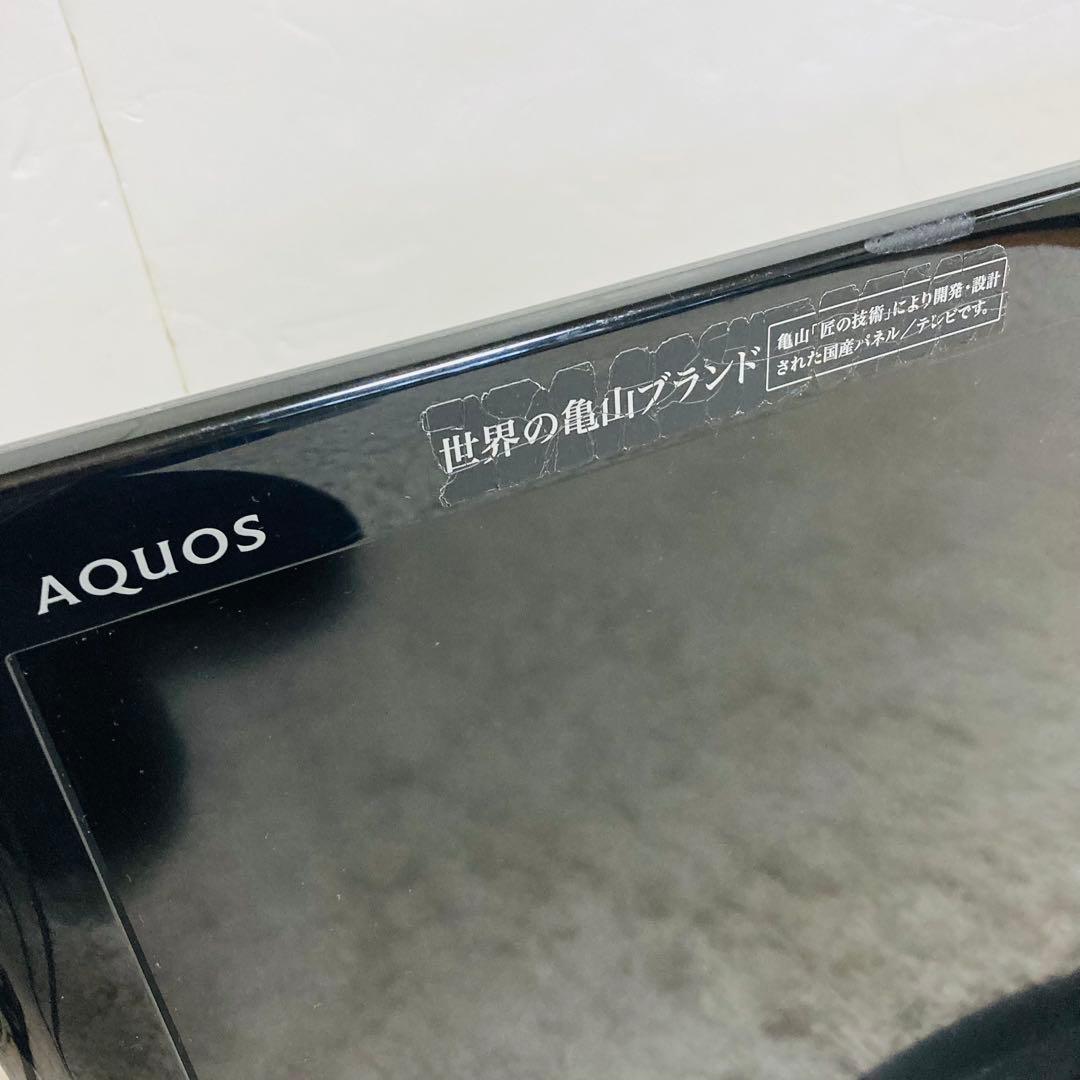 世界の亀山ブランド
亀山「匠の技術」により開発・設計
された国産パネル/テレビです。
AQUOS